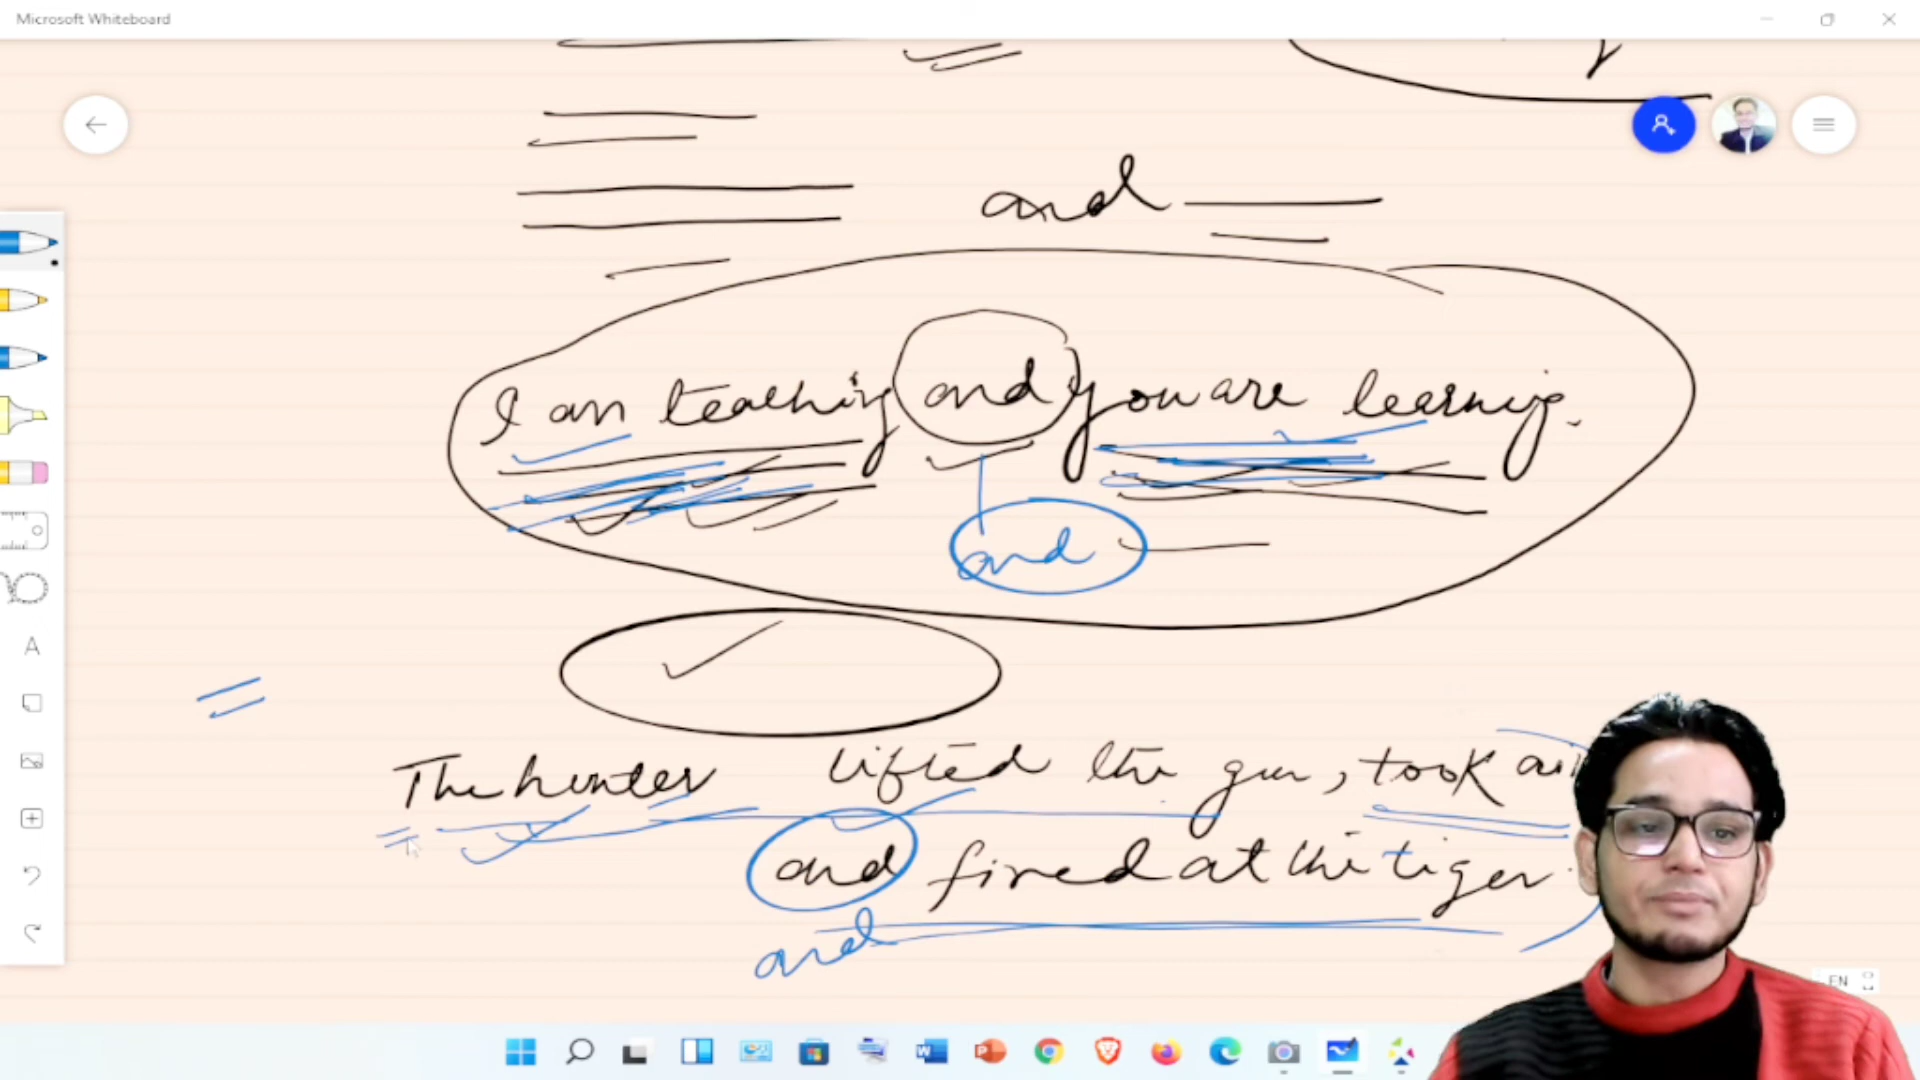 Microsoft Whiteboard
and
I am teaching and you are learning.
and
The hunter lifted the gun, took
and fired at the tiger
and
EN